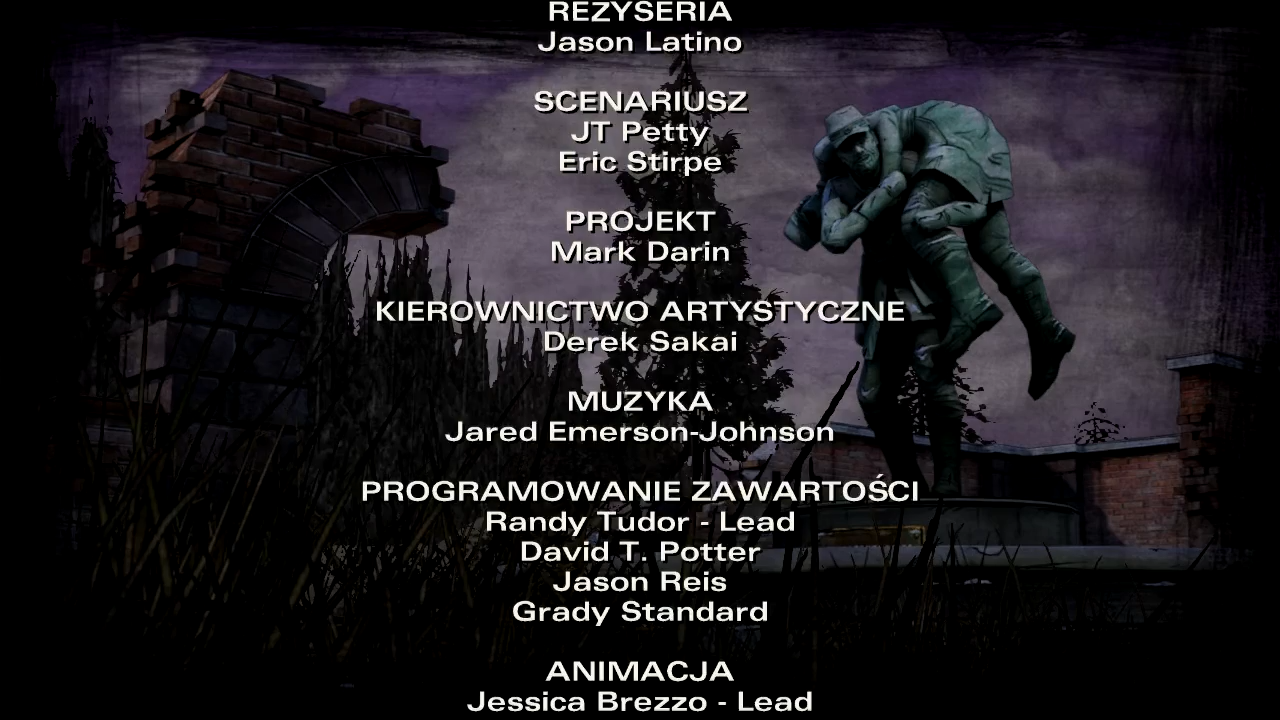 REŻYSERIA
Jason Latino
SCENARIUSZ
JT Petty
Eric Stirpe
PROJEKT
Mark Darin
KIEROWNICTWO ARTYSTYCZNE
Derek Sakai
MUZYKA
Jared Emerson-Johnson
PROGRAMOWANIE ZAWARTOŚCI
Randy Tudor - Lead
David T. Potter
Jason Reis
Grady Standard
ANIMACJA
Jessica Brezzo - Lead